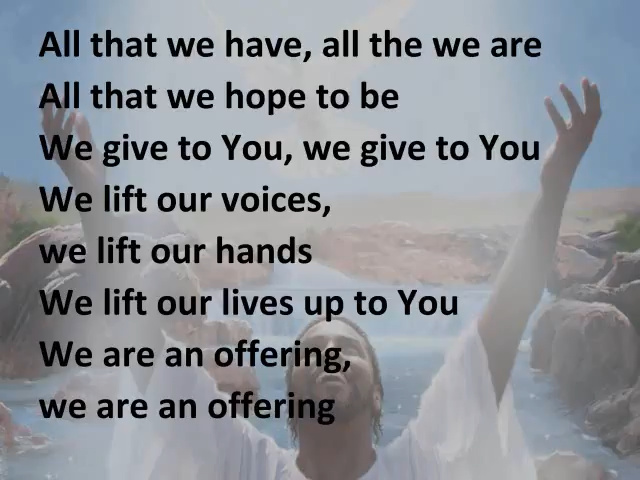 All that we have, all the we are
All that we hope to be
We give to You, we give to You
We lift our voices,
we lift our hands
We lift our lives up to You
We are an offering,
we are an offering